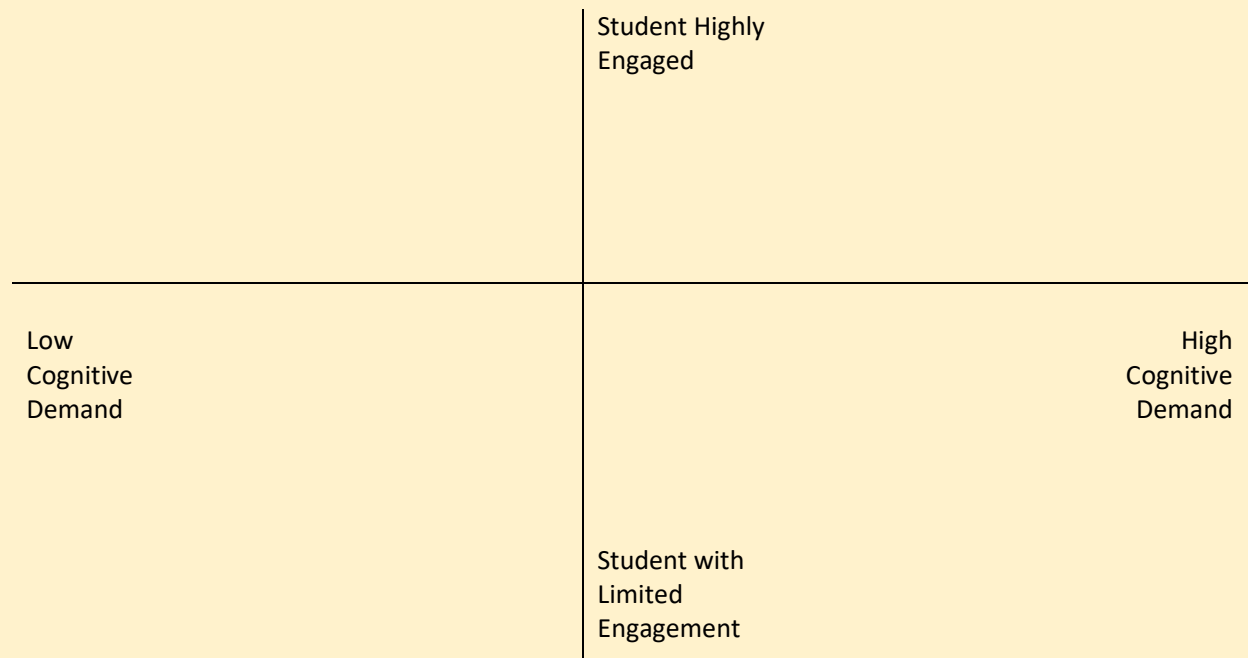 Student Highly
Engaged
Low
Cognitive
Demand
High
Cognitive
Demand
Student with
Limited
Engagement